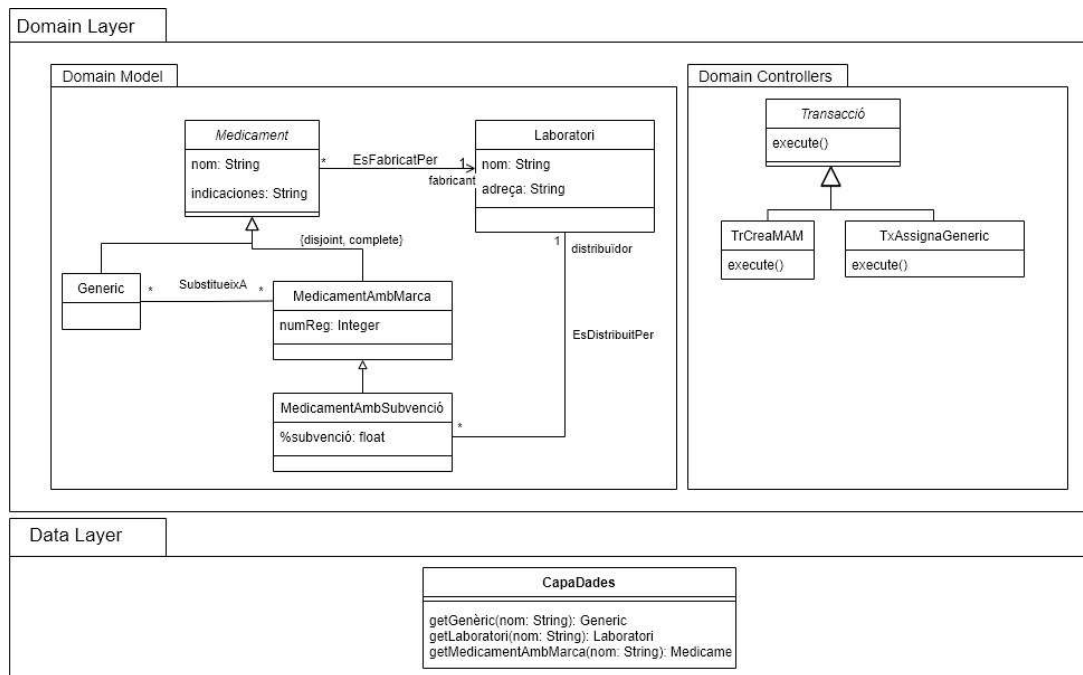 Domain Layer
Domain Model
Domain Controllers
Medicament
nom: String
indicaciones: String
*
EsFabricatPer
1
fabricant
Laboratori
nom: String
adreça: String
{disjoint, complete}
Generic
*
SubstitueixA
*
MedicamentAmbMarca
numReg: Integer
1
distribuïdor
EsDistribuitPer
MedicamentAmbSubvenció
%subvenció: float
*
Transacció
execute()
TrCreaMAM
execute()
TxAssignaGeneric
execute()
Data Layer
CapaDades
getGenèric(nom: String): Generic
getLaboratori(nom: String): Laboratori
getMedicamentAmbMarca(nom: String): Medicame